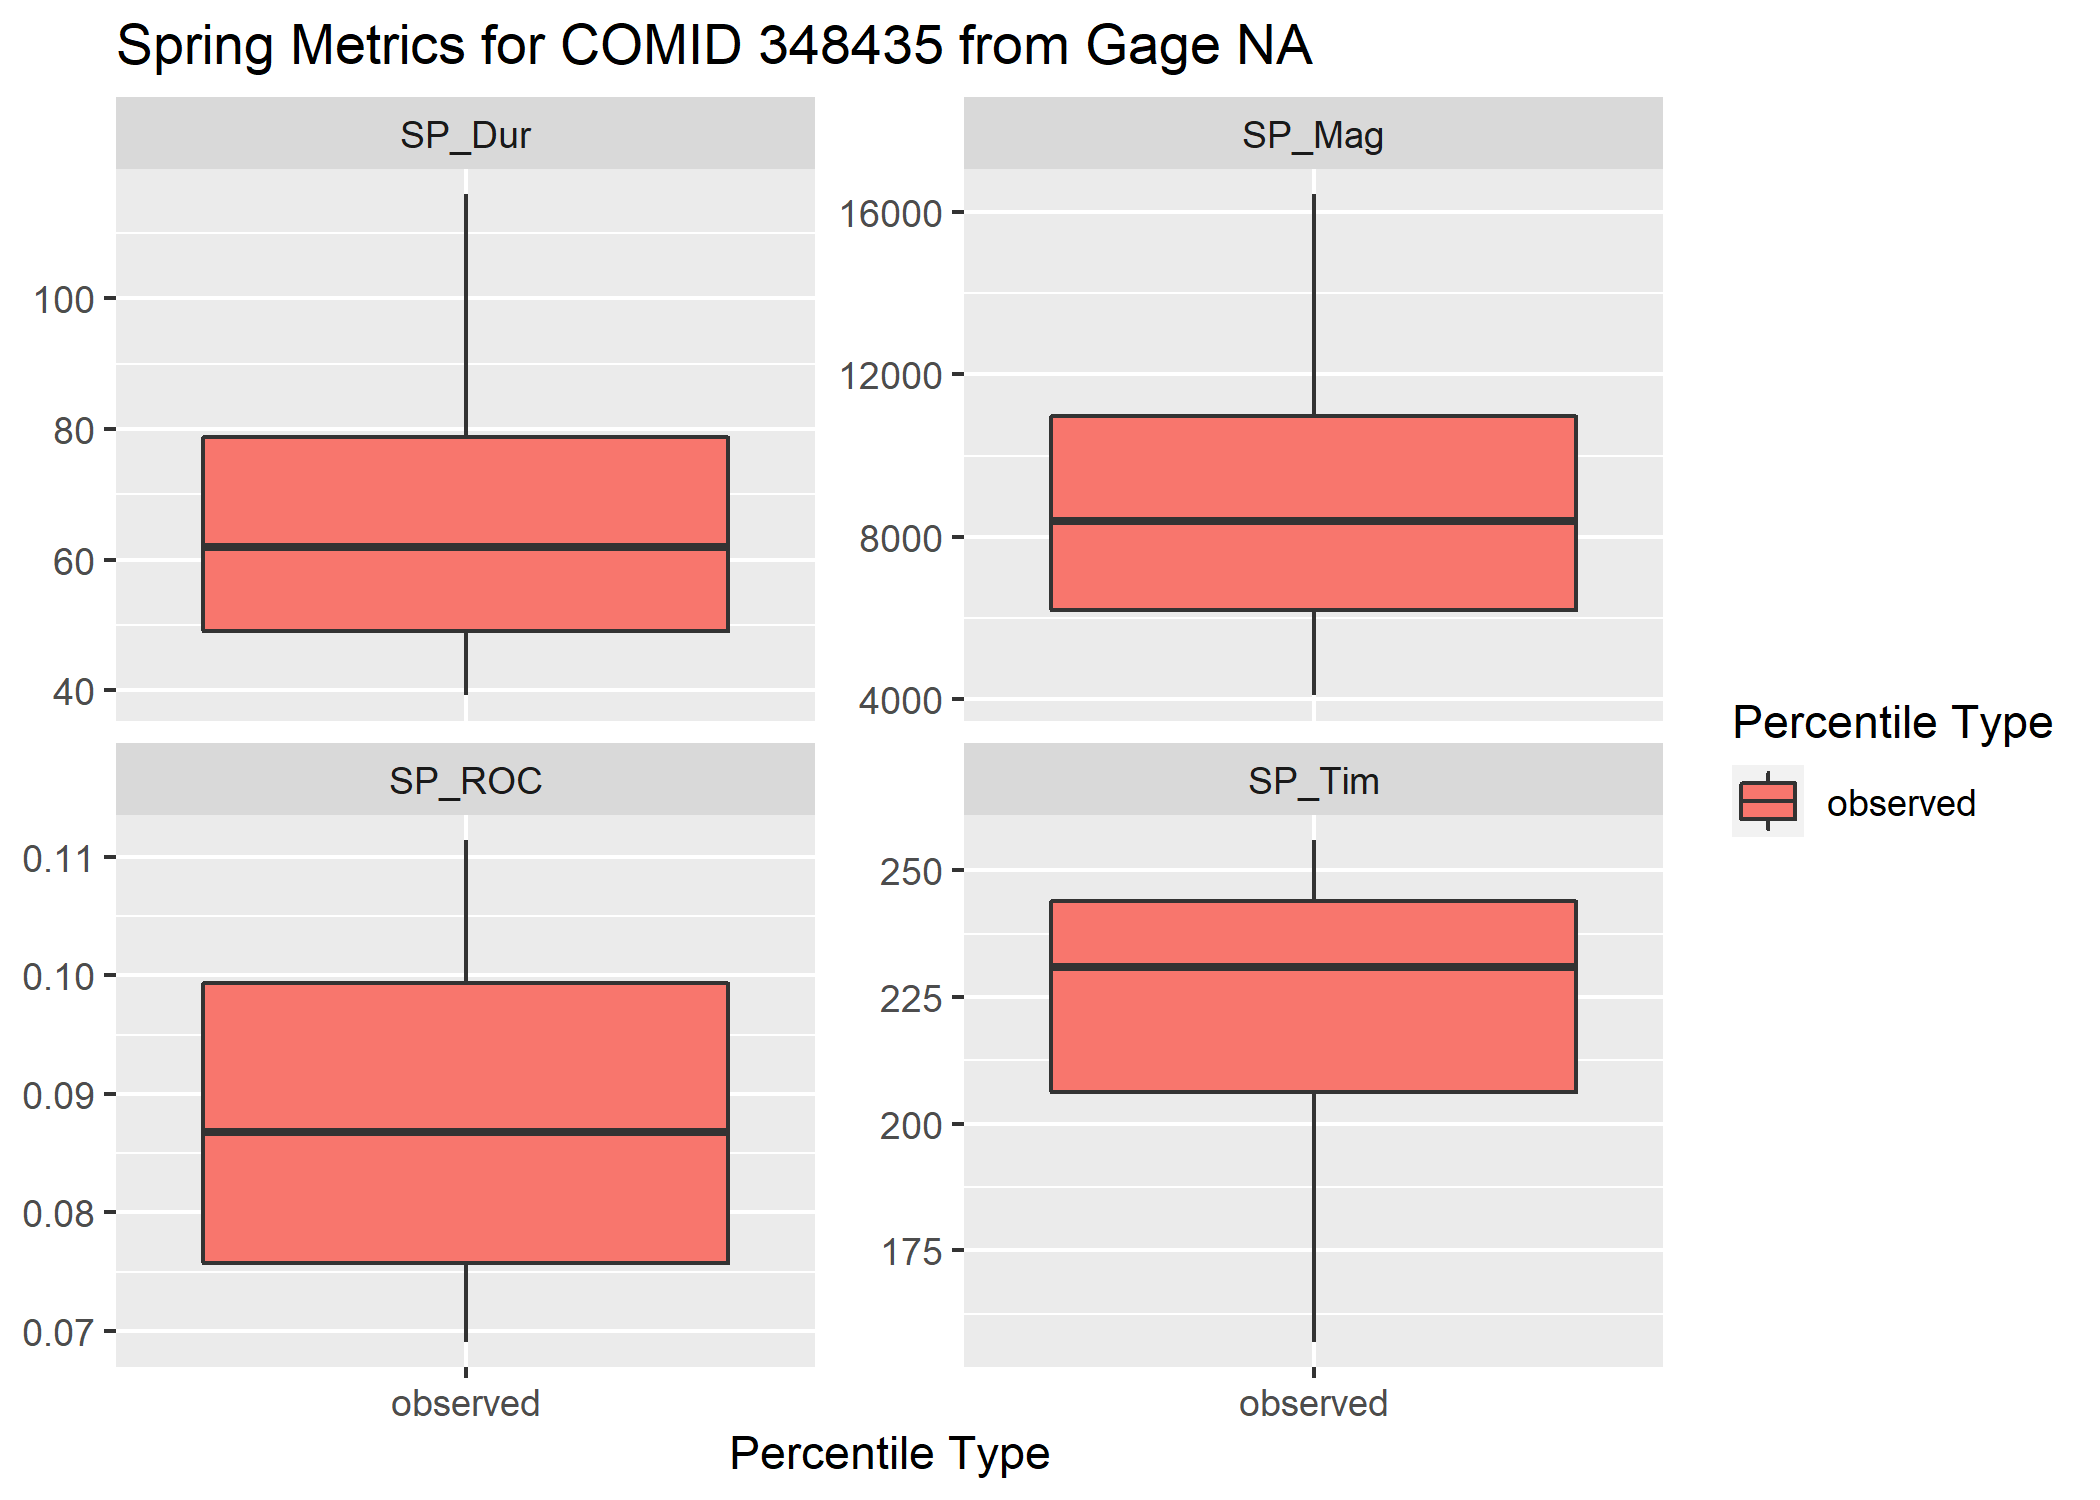 Spring Metrics for COMID 348435 from Gage NA
SP_Dur
100
80
60
40
SP_Mag
16000
12000
8000
4000
SP_ROC
0.11
0.10
0.09
0.08
0.07
observed
SP_Tim
250
225
200
175
observed
Percentile Type
Percentile Type
observed